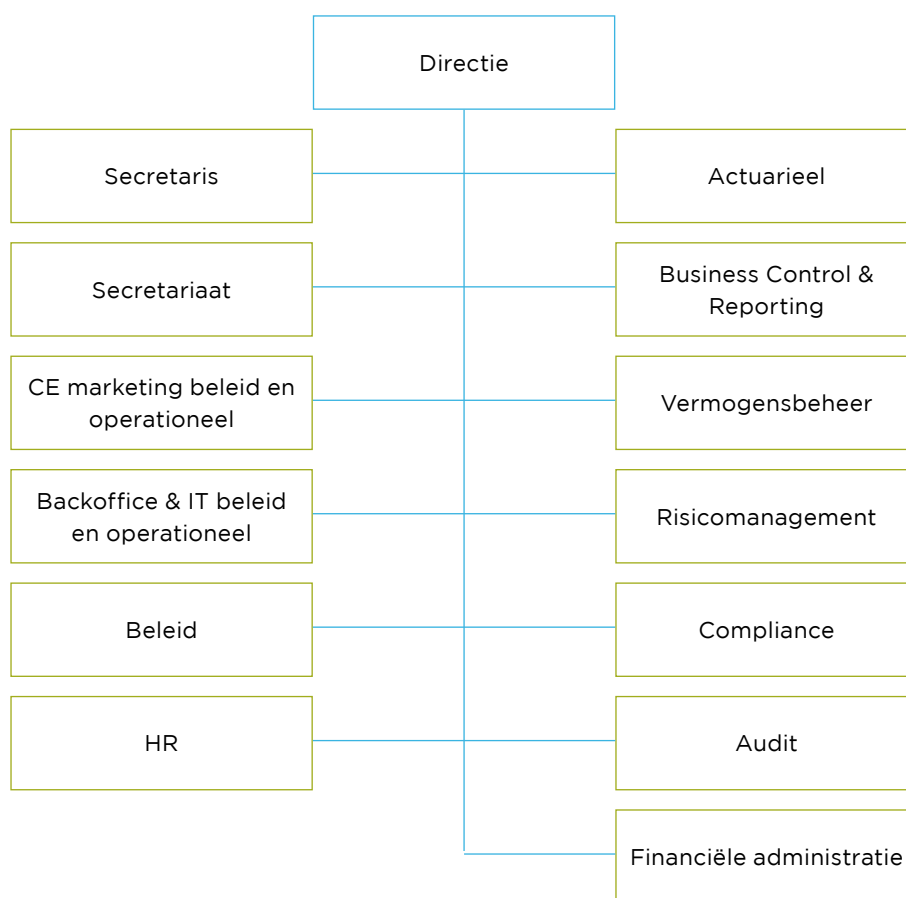 Directie
Secretaris
Actuarieel
Secretariaat
Business Control &
Reporting
CE marketing beleid en
operationeel
Vermogensbeheer
Backoffice & IT beleid
en operationeel
Risicomanagement
Beleid
Compliance
HR
Audit
Financiële administratie